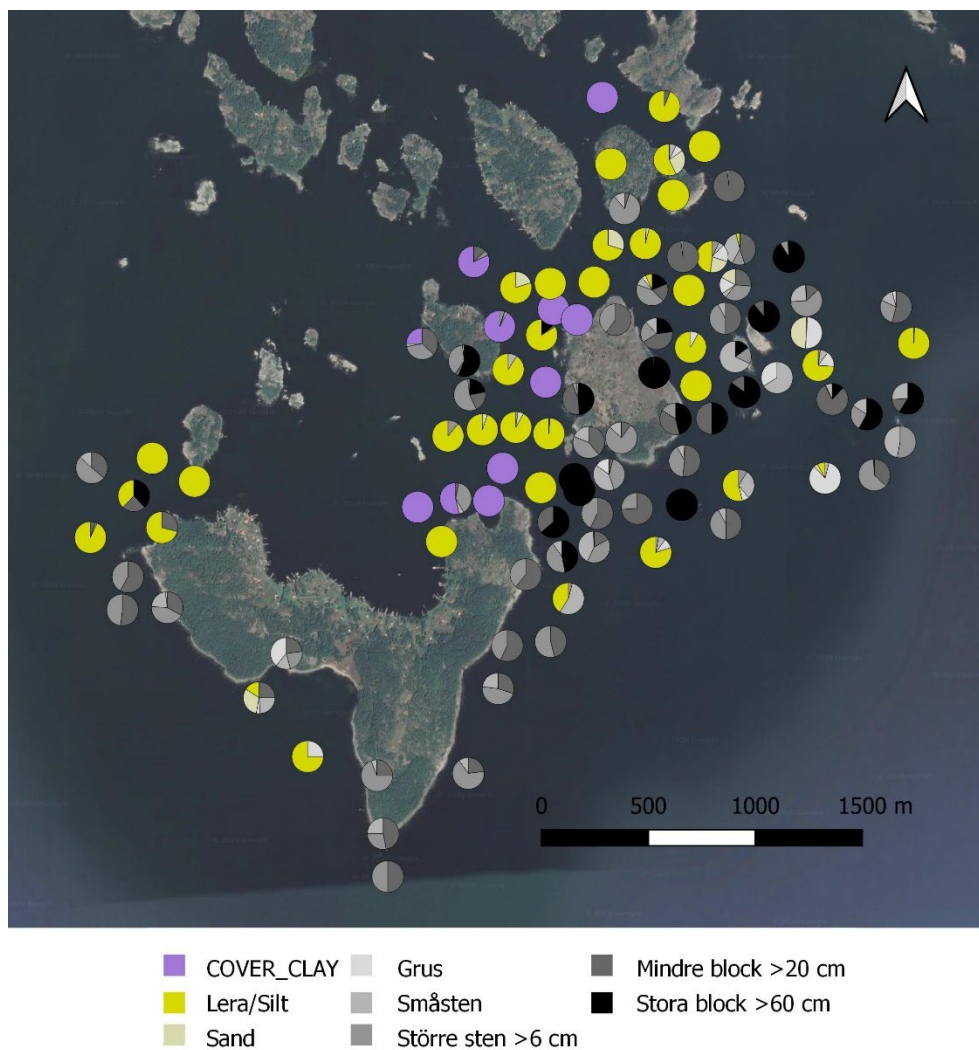 0 500 1000 1500 m
COVER_CLAY Grus Mindre block >20 cm
Lera/Silt Småsten Stora block >60 cm
Sand Större sten >6 cm